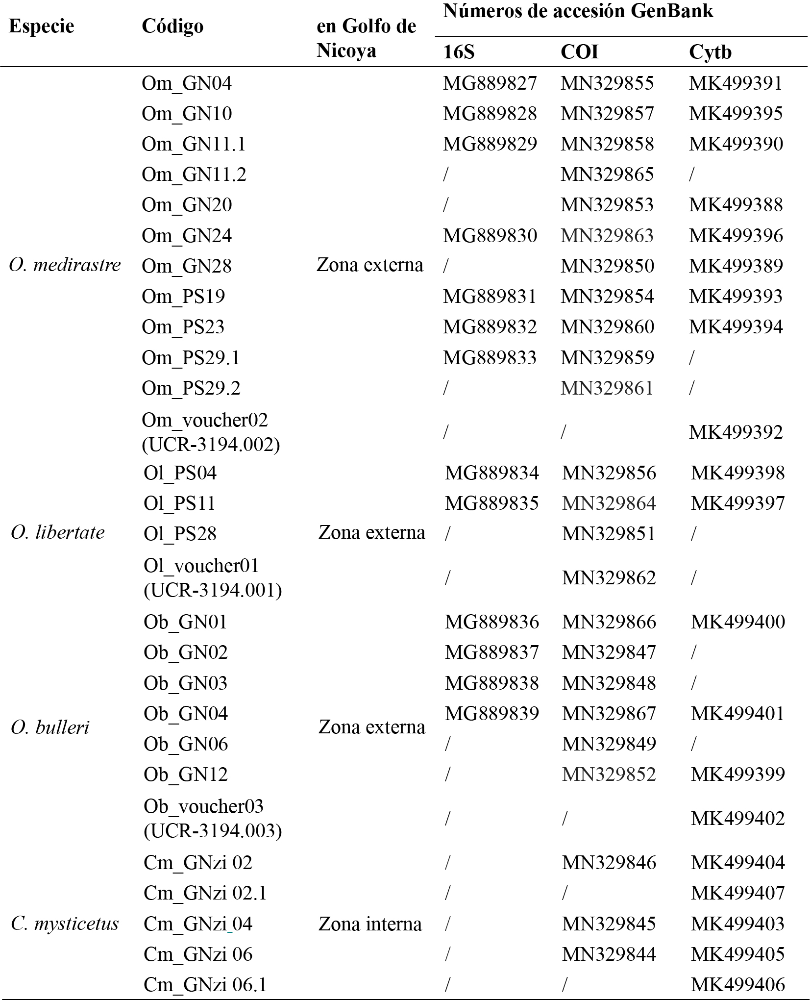 Especie Código en Golfo de Nicoya Números de accesión GenBank
16S COI Cytb
Om_GN04 MG889827 MN329855 MK499391
Om_GN10 MG889828 MN329857 MK499395
Om_GN11.1 MG889829 MN329858 MK499390
Om_GN11.2 / MN329865 /
Om_GN20 / MN329853 MK499388
Om_GN24 MG889830 MN329863 MK499396
O. medirastre Om_GN28 Zona externa / MN329850 MK499389
Om_PS19 MG889831 MN329854 MK499393
Om_PS23 MG889832 MN329860 MK499394
Om_PS29.1 MG889833 MN329859 /
Om_PS29.2 / MN329861 /
Om_voucher02
(UCR-3194.002) / / MK499392
Ol_PS04 MG889834 MN329856 MK499398
Ol_PS11 MG889835 MN329864 MK499397
O. libertate Ol_PS28 Zona externa / MN329851 /
Ol_voucher01
(UCR-3194.001) / MN329862 /
Ob_GN01 MG889836 MN329866 MK499400
Ob_GN02 MG889837 MN329847 /
Ob_GN03 MG889838 MN329848 /
O. bulleri Ob_GN04 Zona externa MG889839 MN329867 MK499401
Ob_GN06 / MN329849 /
Ob_GN12 / MN329852 MK499399
Ob_voucher03
(UCR-3194.003) / / MK499402
Cm_GNzi 02 / MN329846 MK499404
Cm_GNzi 02.1 / / MK499407
C. mysticetus Cm_GNzi 04 Zona interna / MN329845 MK499403
Cm_GNzi 06 / MN329844 MK499405
Cm_GNzi 06.1 / / MK499406